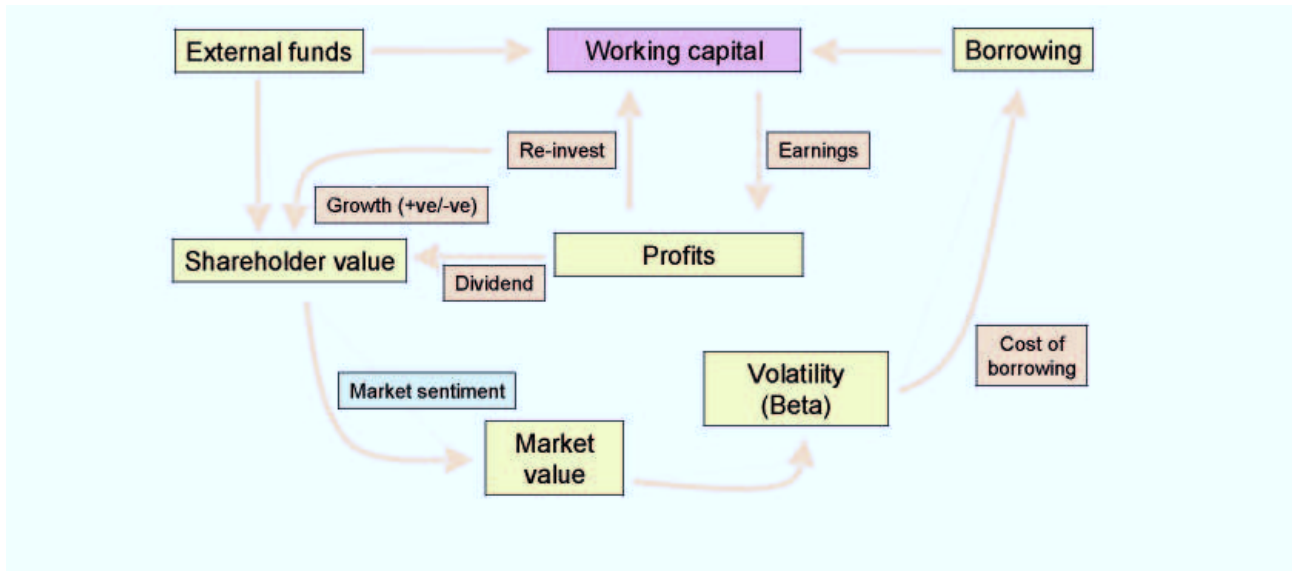 External funds
Working capital
Borrowing
Re-invest
Earnings
Growth (+ve/-ve)
Shareholder value
Profits
Dividend
Cost of
borrowing
Volatility
(Beta)
Market sentiment
Market
value